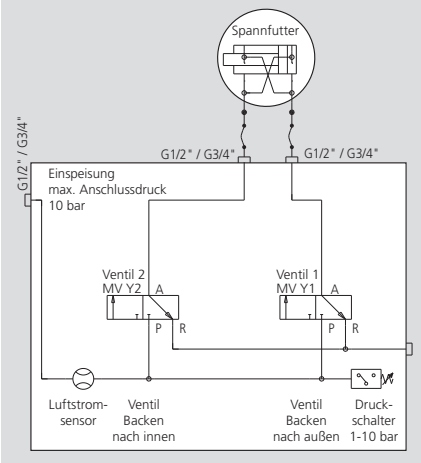 Spannfutter
G1/2" / G3/4"
G1/2" / G3/4"
G1/2" / G3/4"
Einspeisung
max. Anschlussdruck
10 bar
Ventil 2
MV Y2
A
P
R
Ventil 1
MV Y1
A
P
R
Luftstrom-
sensor
Ventil
Backen
nach innen
Ventil
Backen
nach außen
Druck-
schalter
1-10 bar